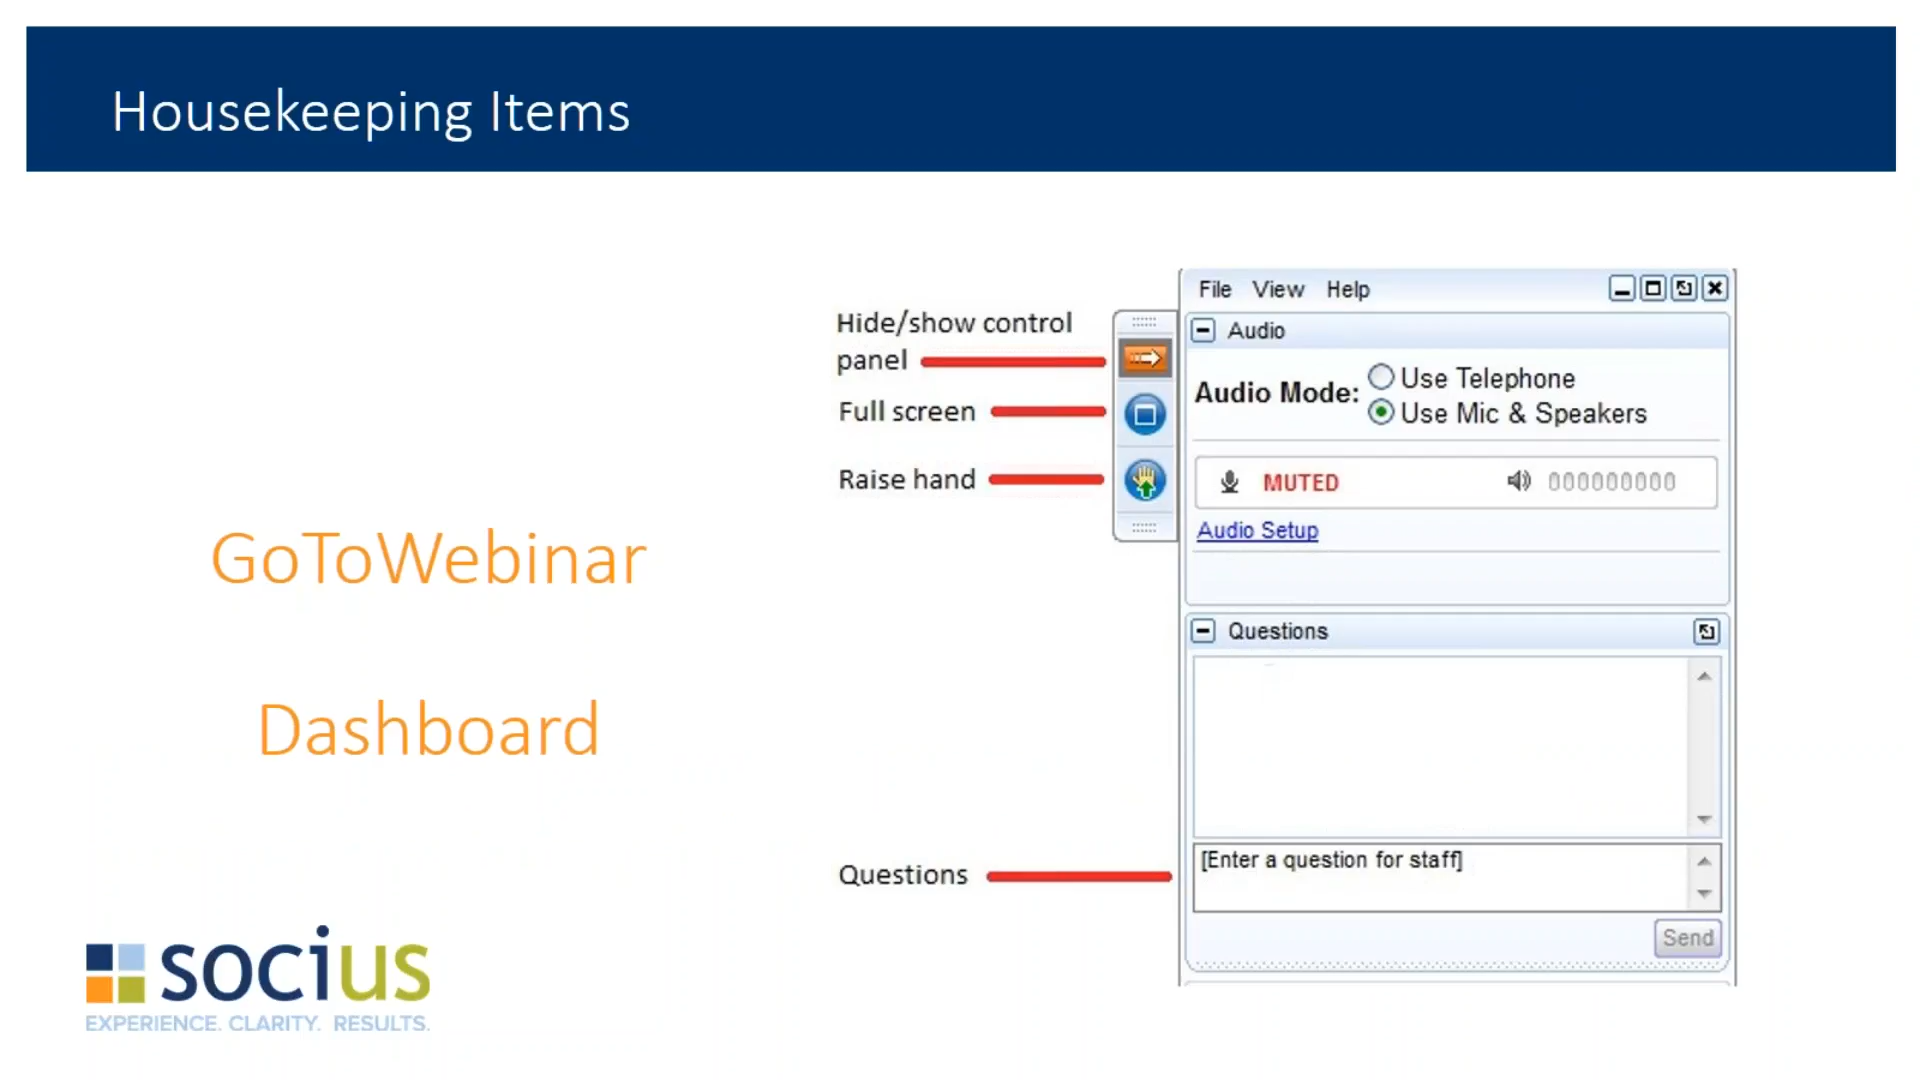 Housekeeping Items
GoToWebinar
Dashboard
Hide/show control
panel
Full screen
Raise hand
Questions
File View Help
Audio
Audio Mode:
Use Telephone
Use Mic & Speakers
MUTED
Audio Setup
Questions
[Enter a question for staff]
Send
socius
EXPERIENCE. CLARITY. RESULTS.